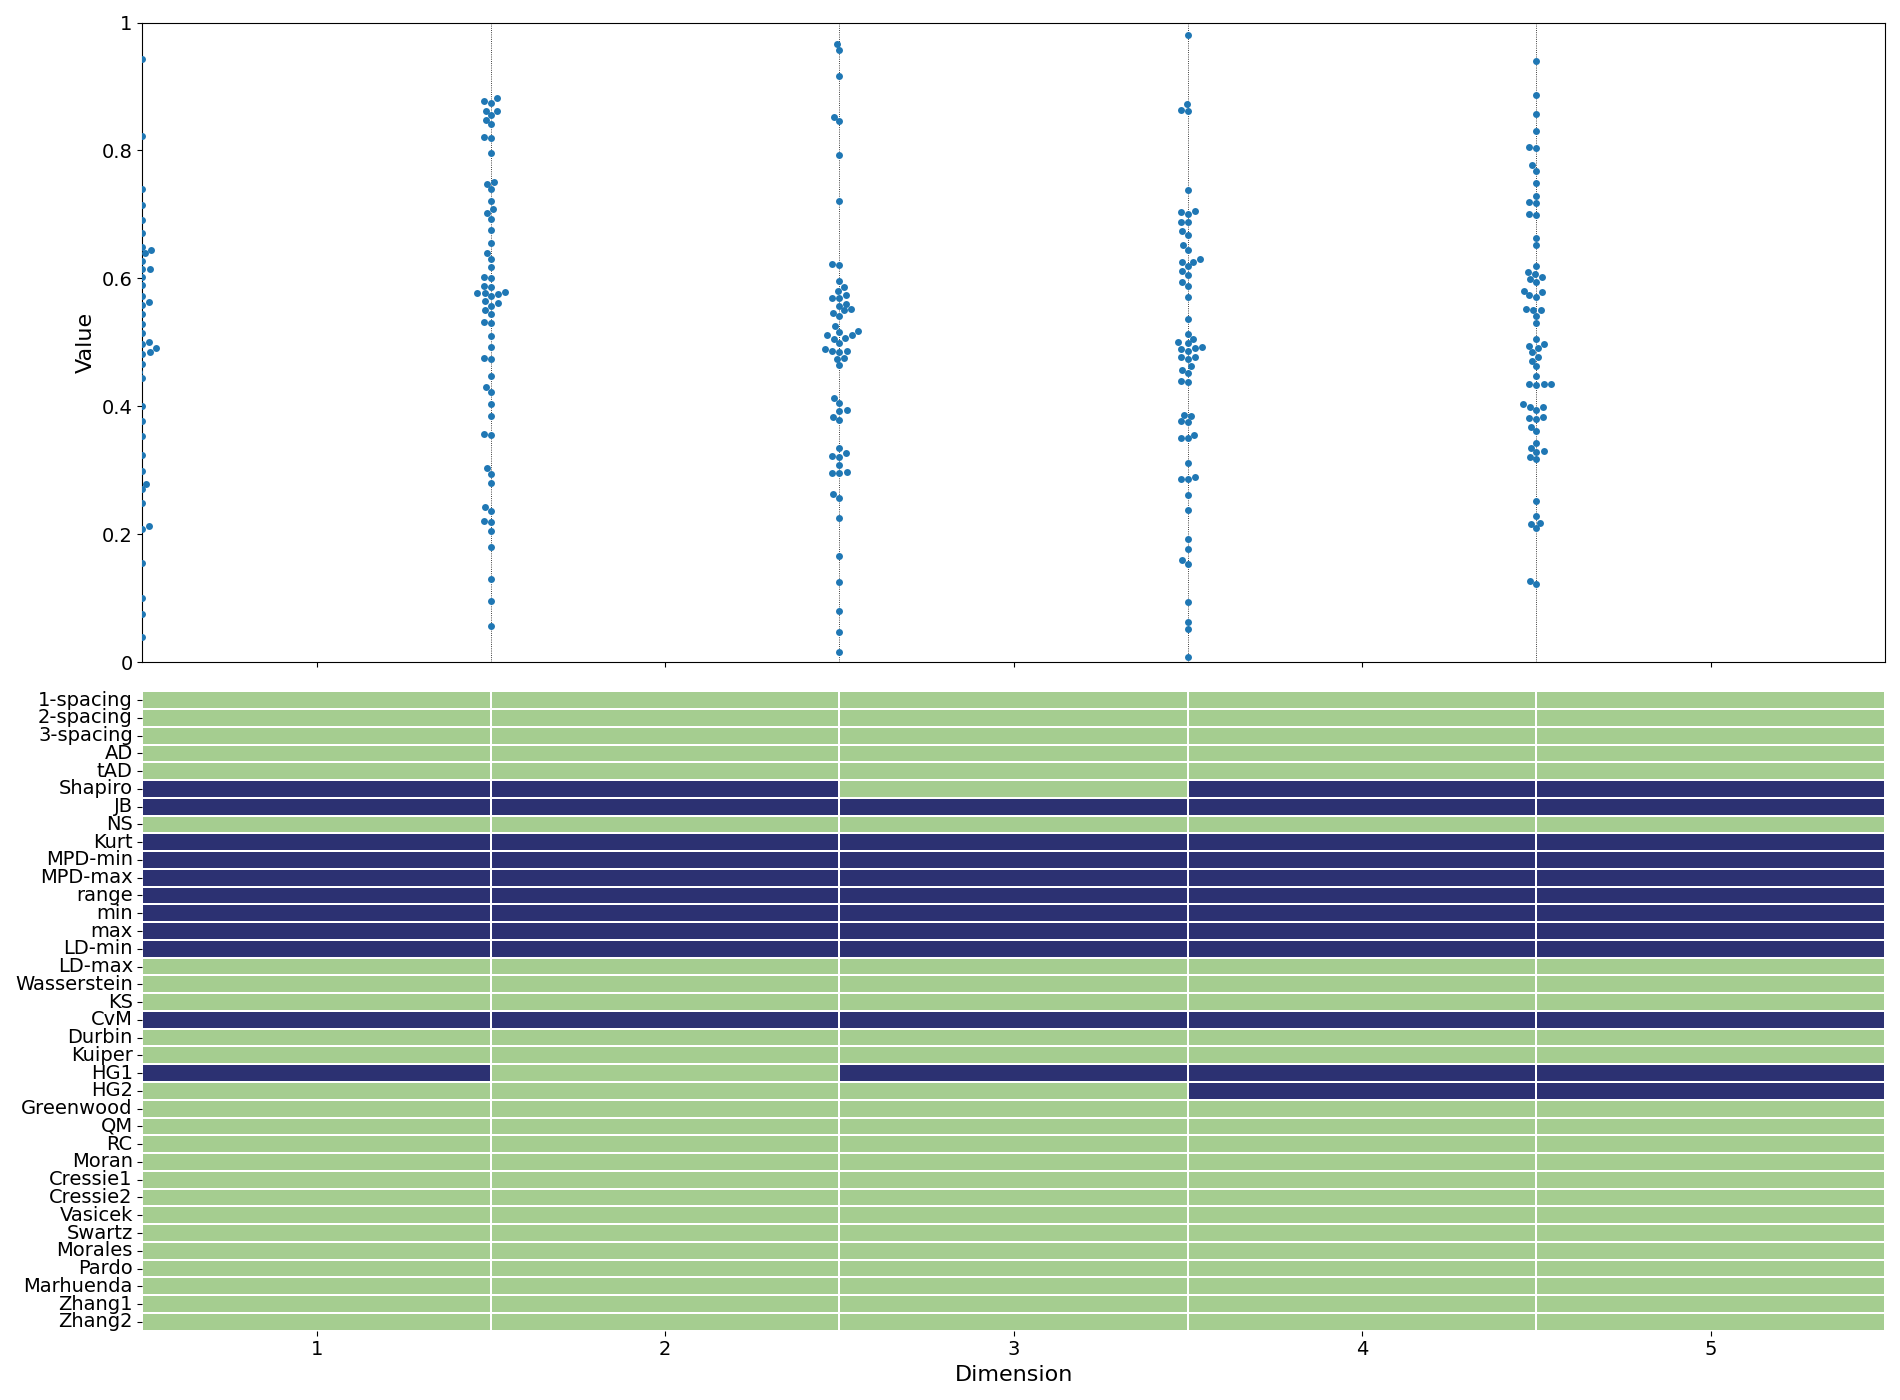 1
0.8
0.6
0.4
0.2
0
Value
1-spacing
2-spacing
3-spacing
AD
tAD
Shapiro
JB
NS
Kurt
MPD-min
MPD-max
range
min
max
LD-min
LD-max
Wasserstein
KS
CvM
Durbin
Kuiper
HG1
HG2
Greenwood
QM
RC
Moran
Cressie1
Cressie2
Vasicek
Swartz
Morales
Pardo
Marhuenda
Zhang1
Zhang2
1 2 3 4 5
Dimension